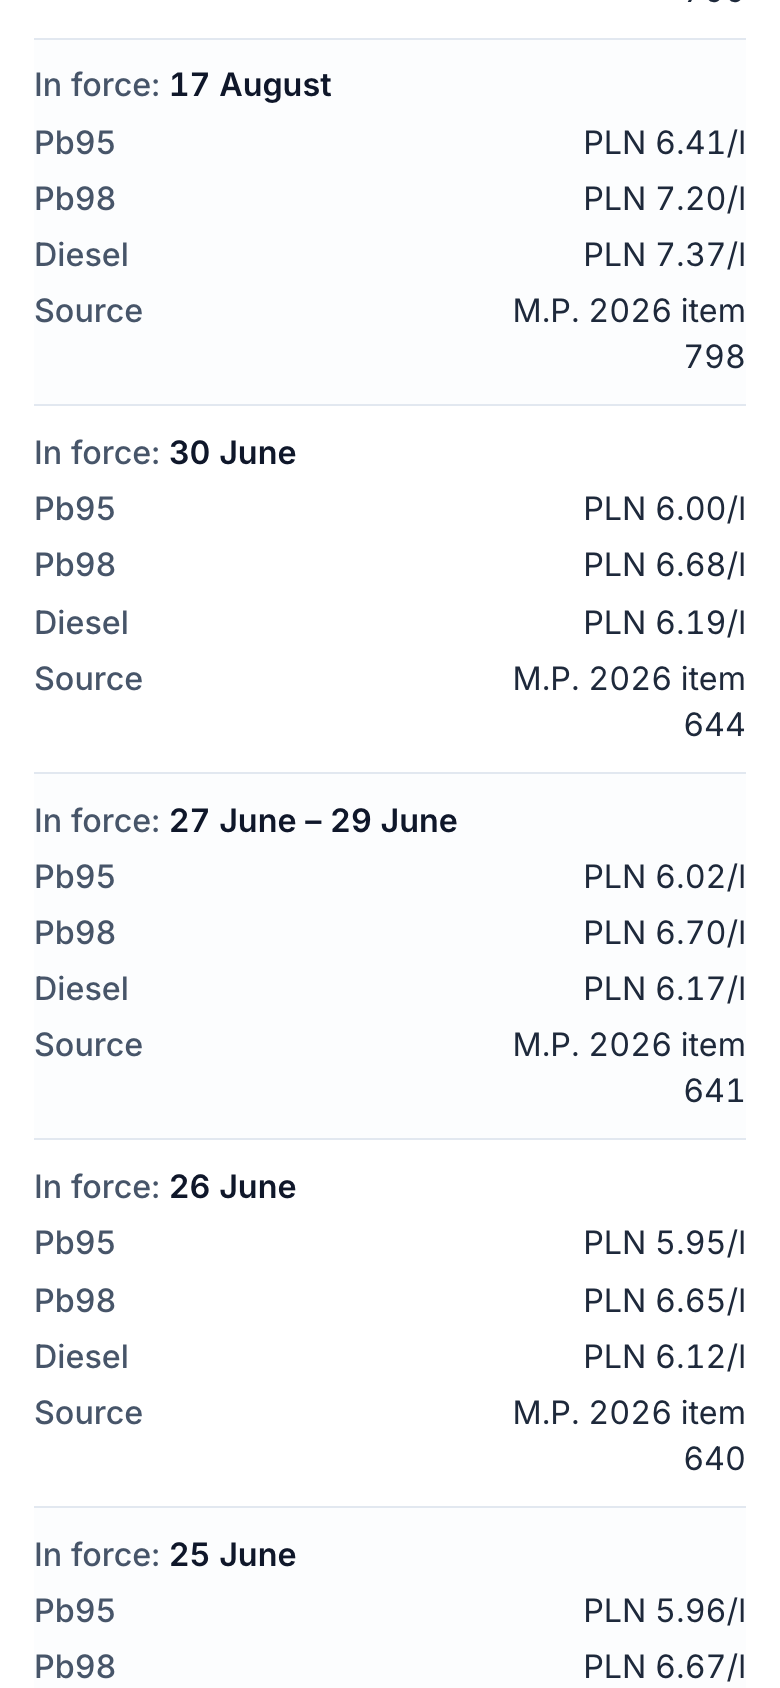 In force: 17 August
Pb95 PLN 6.41/l
Pb98 PLN 7.20/l
Diesel PLN 7.37/l
Source M.P. 2026 item
798
In force: 30 June
Pb95 PLN 6.00/l
Pb98 PLN 6.68/l
Diesel PLN 6.19/l
Source M.P. 2026 item
644
In force: 27 June – 29 June
Pb95 PLN 6.02/l
Pb98 PLN 6.70/l
Diesel PLN 6.17/l
Source M.P. 2026 item
641
In force: 26 June
Pb95 PLN 5.95/l
Pb98 PLN 6.65/l
Diesel PLN 6.12/l
Source M.P. 2026 item
640
In force: 25 June
Pb95 PLN 5.96/l
Pb98 PLN 6.67/l